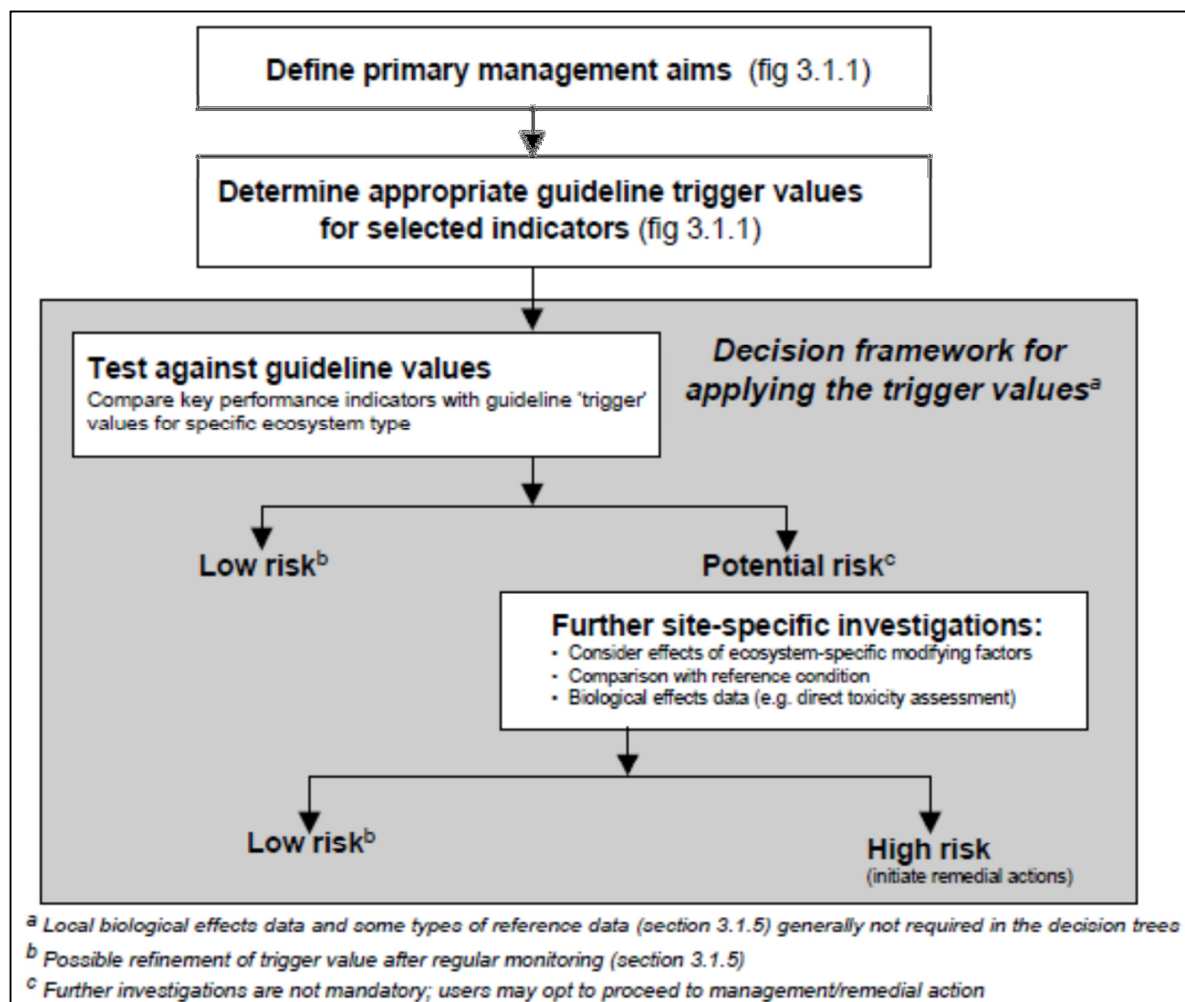 Define primary management aims (fig 3.1.1)
Determine appropriate guideline trigger values
for selected indicators (fig 3.1.1)
Decision framework for
applying the trigger valuesᵃ
Test against guideline values
Compare key performance indicators with guideline 'trigger'
values for specific ecosystem type
Low riskᵇ
Potential riskᶜ
Further site-specific investigations:
• Consider effects of ecosystem-specific modifying factors
• Comparison with reference condition
• Biological effects data (e.g. direct toxicity assessment)
Low riskᵇ
High risk
(initiate remedial actions)
ᵃ Local biological effects data and some types of reference data (section 3.1.5) generally not required in the decision trees
ᵇ Possible refinement of trigger value after regular monitoring (section 3.1.5)
ᶜ Further investigations are not mandatory; users may opt to proceed to management/remedial action